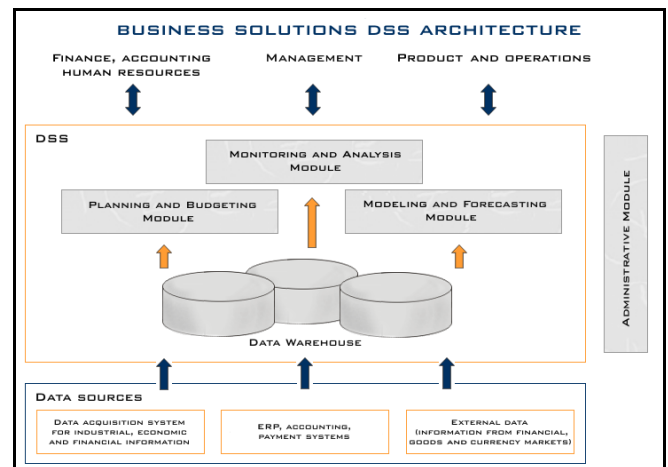 BUSINESS SOLUTIONS DSS ARCHITECTURE
FINANCE, ACCOUNTING
HUMAN RESOURCES
MANAGEMENT
PRODUCT AND OPERATIONS
DSS
MONITORING AND ANALYSIS
MODULE
PLANNING AND BUDGETING
MODULE
MODELING AND FORECASTING
MODULE
ADMINISTRATIVE MODULE
DATA WAREHOUSE
DATA SOURCES
DATA ACQUISITION SYSTEM
FOR INDUSTRIAL, ECONOMIC
AND FINANCIAL INFORMATION
ERP, ACCOUNTING,
PAYMENT SYSTEMS
EXTERNAL DATA
(INFORMATION FROM FINANCIAL,
GOODS AND CURRENCY MARKETS)